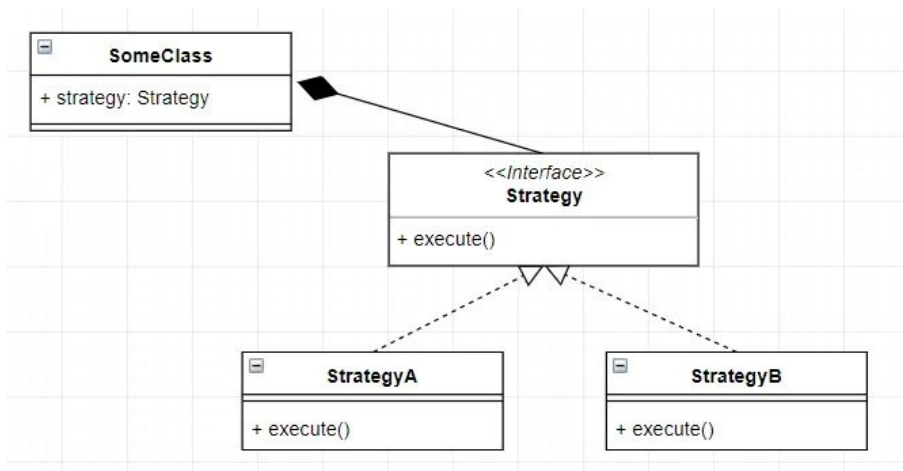 SomeClass
+ strategy: Strategy
<<Interface>>
Strategy
+ execute()
StrategyA
+ execute()
StrategyB
+ execute()